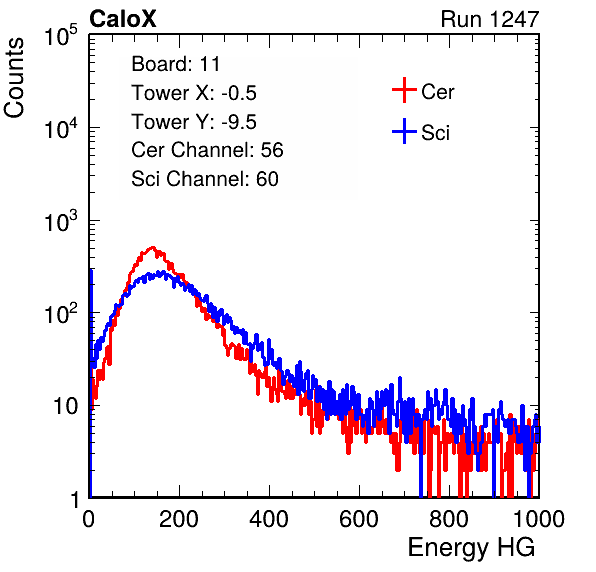 CaloX Run 1247
Counts
Board: 11
Tower X: -0.5
Tower Y: -9.5
Cer Channel: 56
Sci Channel: 60
Cer
Sci
10^5
10^4
10^3
10^2
10
1
0 200 400 600 800 1000
Energy HG